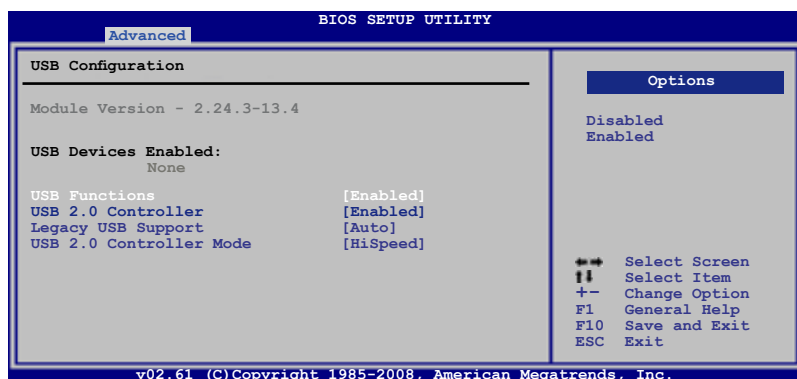 BIOS SETUP UTILITY
Advanced
USB Configuration
Module Version - 2.24.3-13.4
USB Devices Enabled:
None
USB Functions [Enabled]
USB 2.0 Controller [Enabled]
Legacy USB Support [Auto]
USB 2.0 Controller Mode [HiSpeed]
Options
Disabled
Enabled
←→ Select Screen
↑↓ Select Item
+- Change Option
F1 General Help
F10 Save and Exit
ESC Exit
v02.61 (C)Copyright 1985-2008, American Megatrends, Inc.